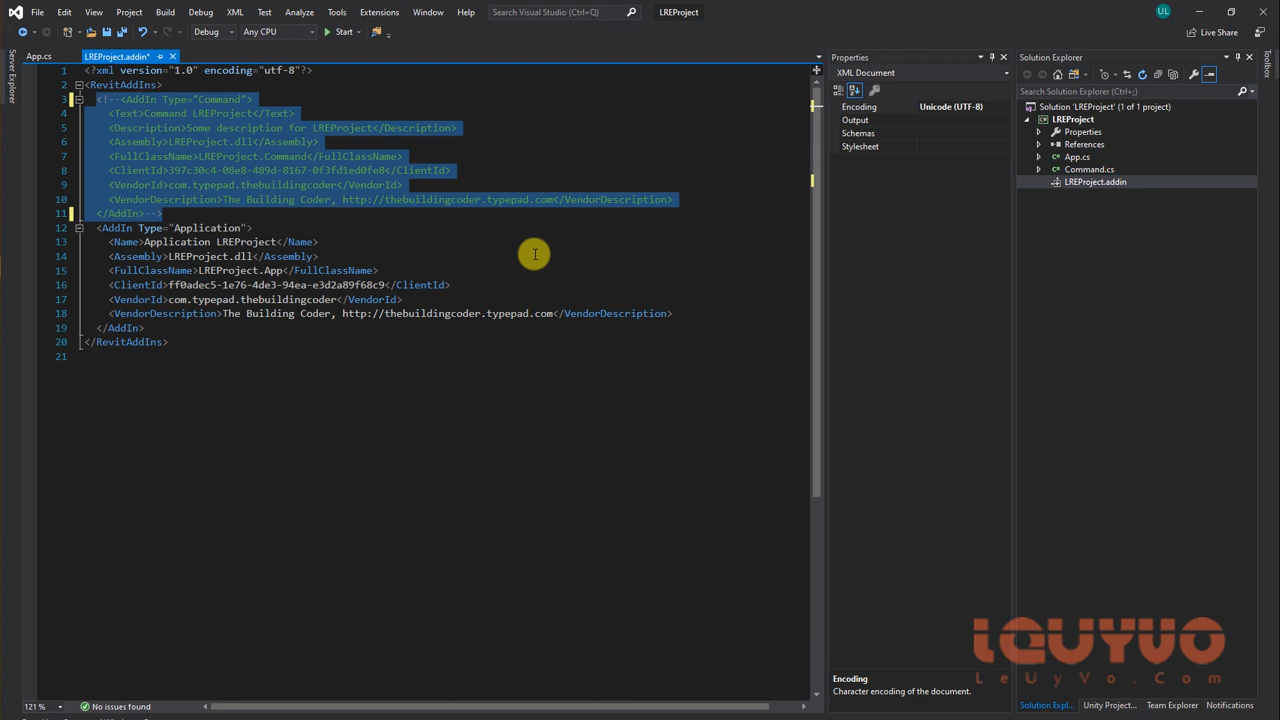 File Edit View Project Build Debug XML Test Analyze Tools Extensions Window Help Search Visual Studio (Ctrl+Q) LREProject UL
Debug Any CPU Start Live Share
Server Explorer
App.cs LREProject.addin*
1 <?xml version="1.0" encoding="utf-8"?>
2 <RevitAddIns>
3 <!--<AddIn Type="Command">
4 <Text>Command LREProject</Text>
5 <Description>Some description for LREProject</Description>
6 <Assembly>LREProject.dll</Assembly>
7 <FullClassName>LREProject.Command</FullClassName>
8 <ClientId>397c30c4-08e8-489d-8167-0f3fd1ed0fe8</ClientId>
9 <VendorId>com.typepad.thebuildingcoder</VendorId>
10 <VendorDescription>The Building Coder, http://thebuildingcoder.typepad.com</VendorDescription>
11 </AddIn>-->
12 <AddIn Type="Application">
13 <Name>Application LREProject</Name>
14 <Assembly>LREProject.dll</Assembly>
15 <FullClassName>LREProject.App</FullClassName>
16 <ClientId>ff0adec5-1e76-4de3-94ea-e3d2a89f68c9</ClientId>
17 <VendorId>com.typepad.thebuildingcoder</VendorId>
18 <VendorDescription>The Building Coder, http://thebuildingcoder.typepad.com</VendorDescription>
19 </AddIn>
20 </RevitAddIns>
21
121 % No issues found
Properties
XML Document
Encoding Unicode (UTF-8)
Output
Schemas
Stylesheet
Encoding
Character encoding of the document.
Solution Explorer
Search Solution Explorer (Ctrl+;)
Solution 'LREProject' (1 of 1 project)
LREProject
Properties
References
App.cs
Command.cs
LREProject.addin
LEUYVO
LeUyVo.Com
Solution Expl... Unity Project... Team Explorer Notifications
Toolbox